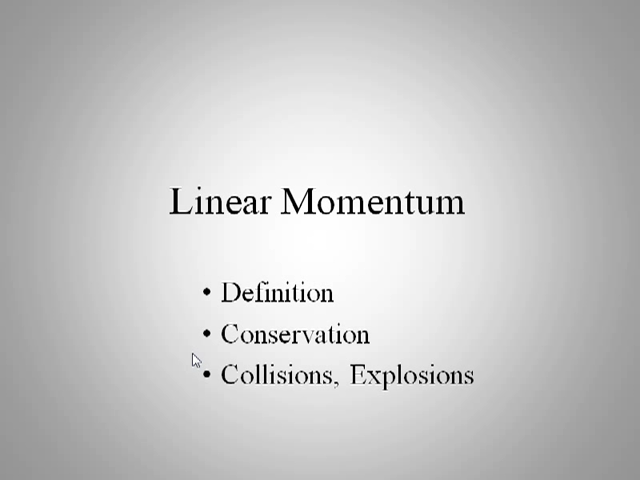 Linear Momentum
• Definition
• Conservation
• Collisions, Explosions